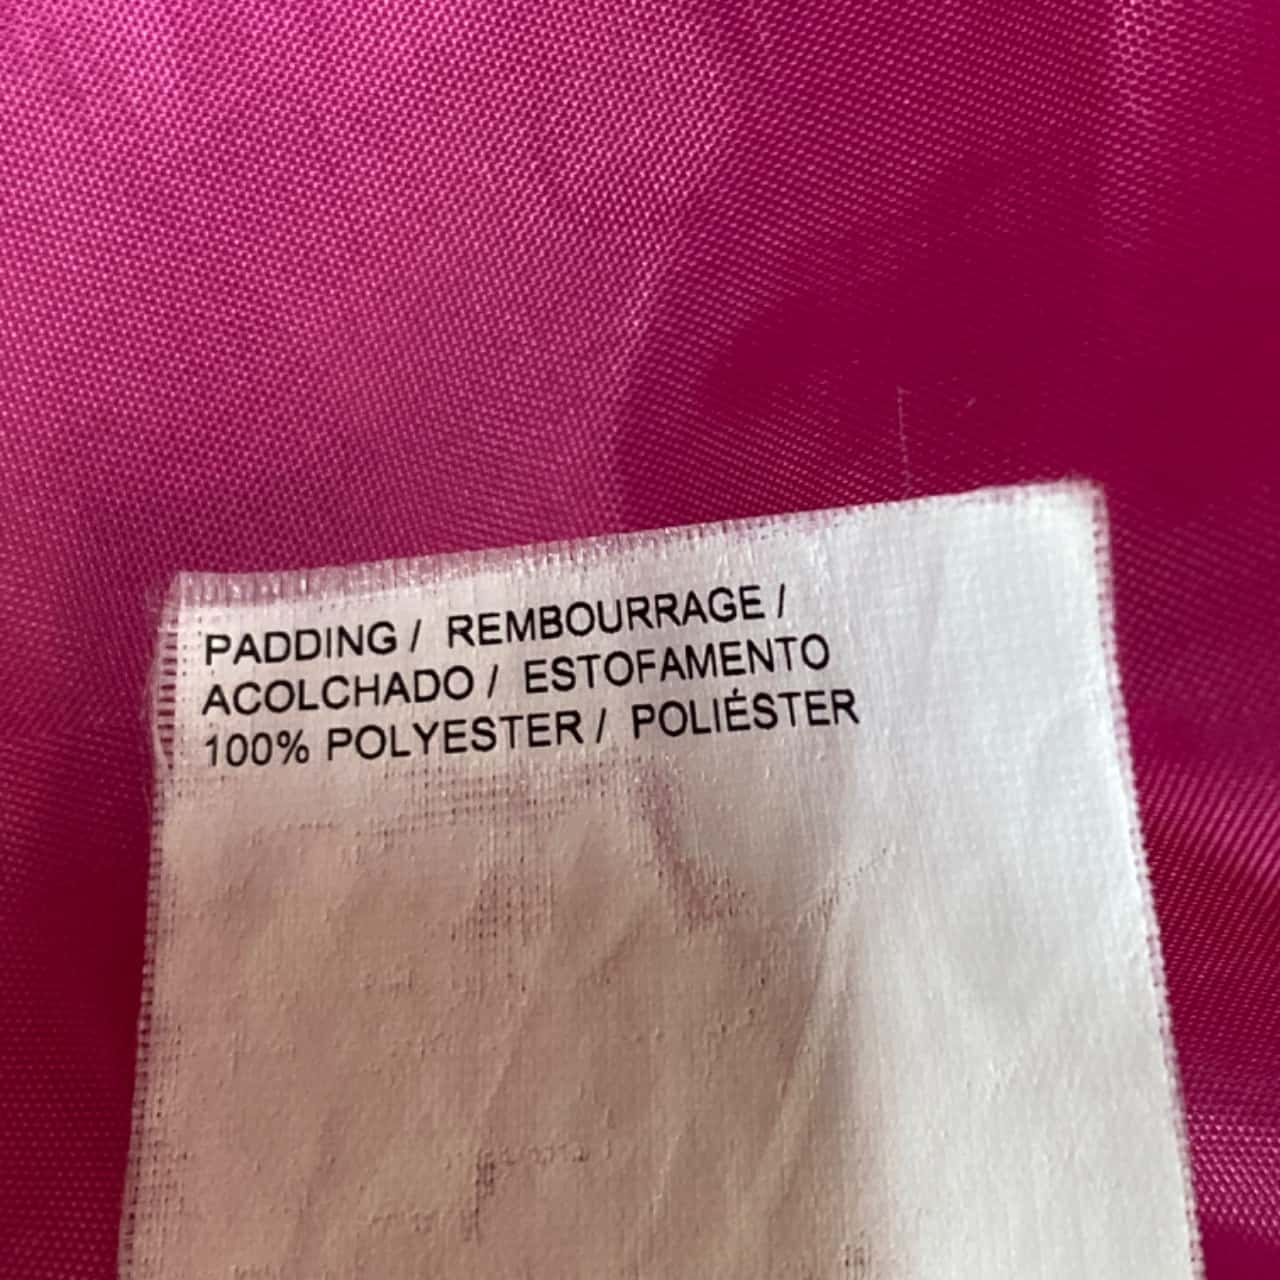 PADDING / REMBOURRAGE /
ACOLCHADO / ESTOFAMENTO
100% POLYESTER / POLIÉSTER